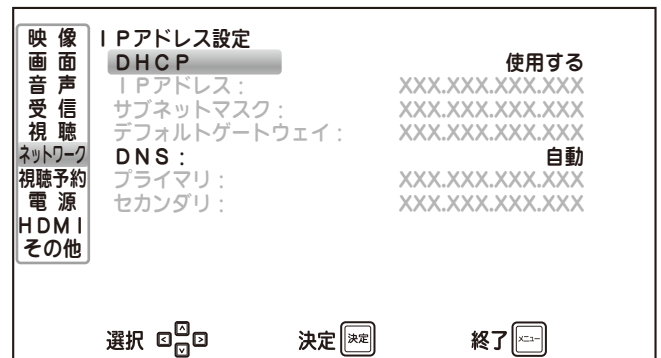 映 像
画 面
音 声
受 信
視 聴
ネットワーク
視聴予約
電 源
HDMI
その他
IPアドレス設定
DHCP 使用する
IPアドレス: XXX.XXX.XXX.XXX
サブネットマスク: XXX.XXX.XXX.XXX
デフォルトゲートウェイ: XXX.XXX.XXX.XXX
DNS: 自動
プライマリ: XXX.XXX.XXX.XXX
セカンダリ: XXX.XXX.XXX.XXX
選択 決定 決定 終了 メニュー